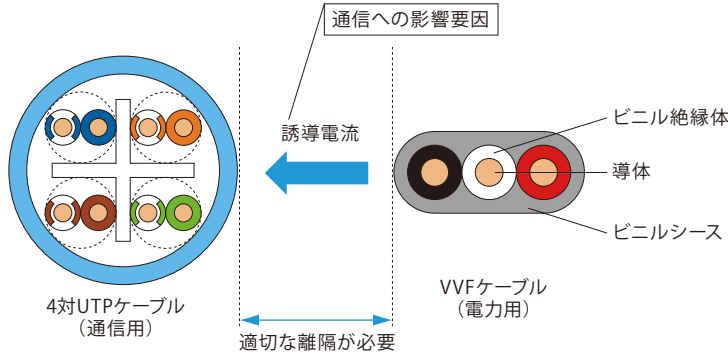 通信への影響要因
誘導電流
ビニル絶縁体
導体
ビニルシース
4対UTPケーブル
（通信用）
VVFケーブル
（電力用）
適切な離隔が必要